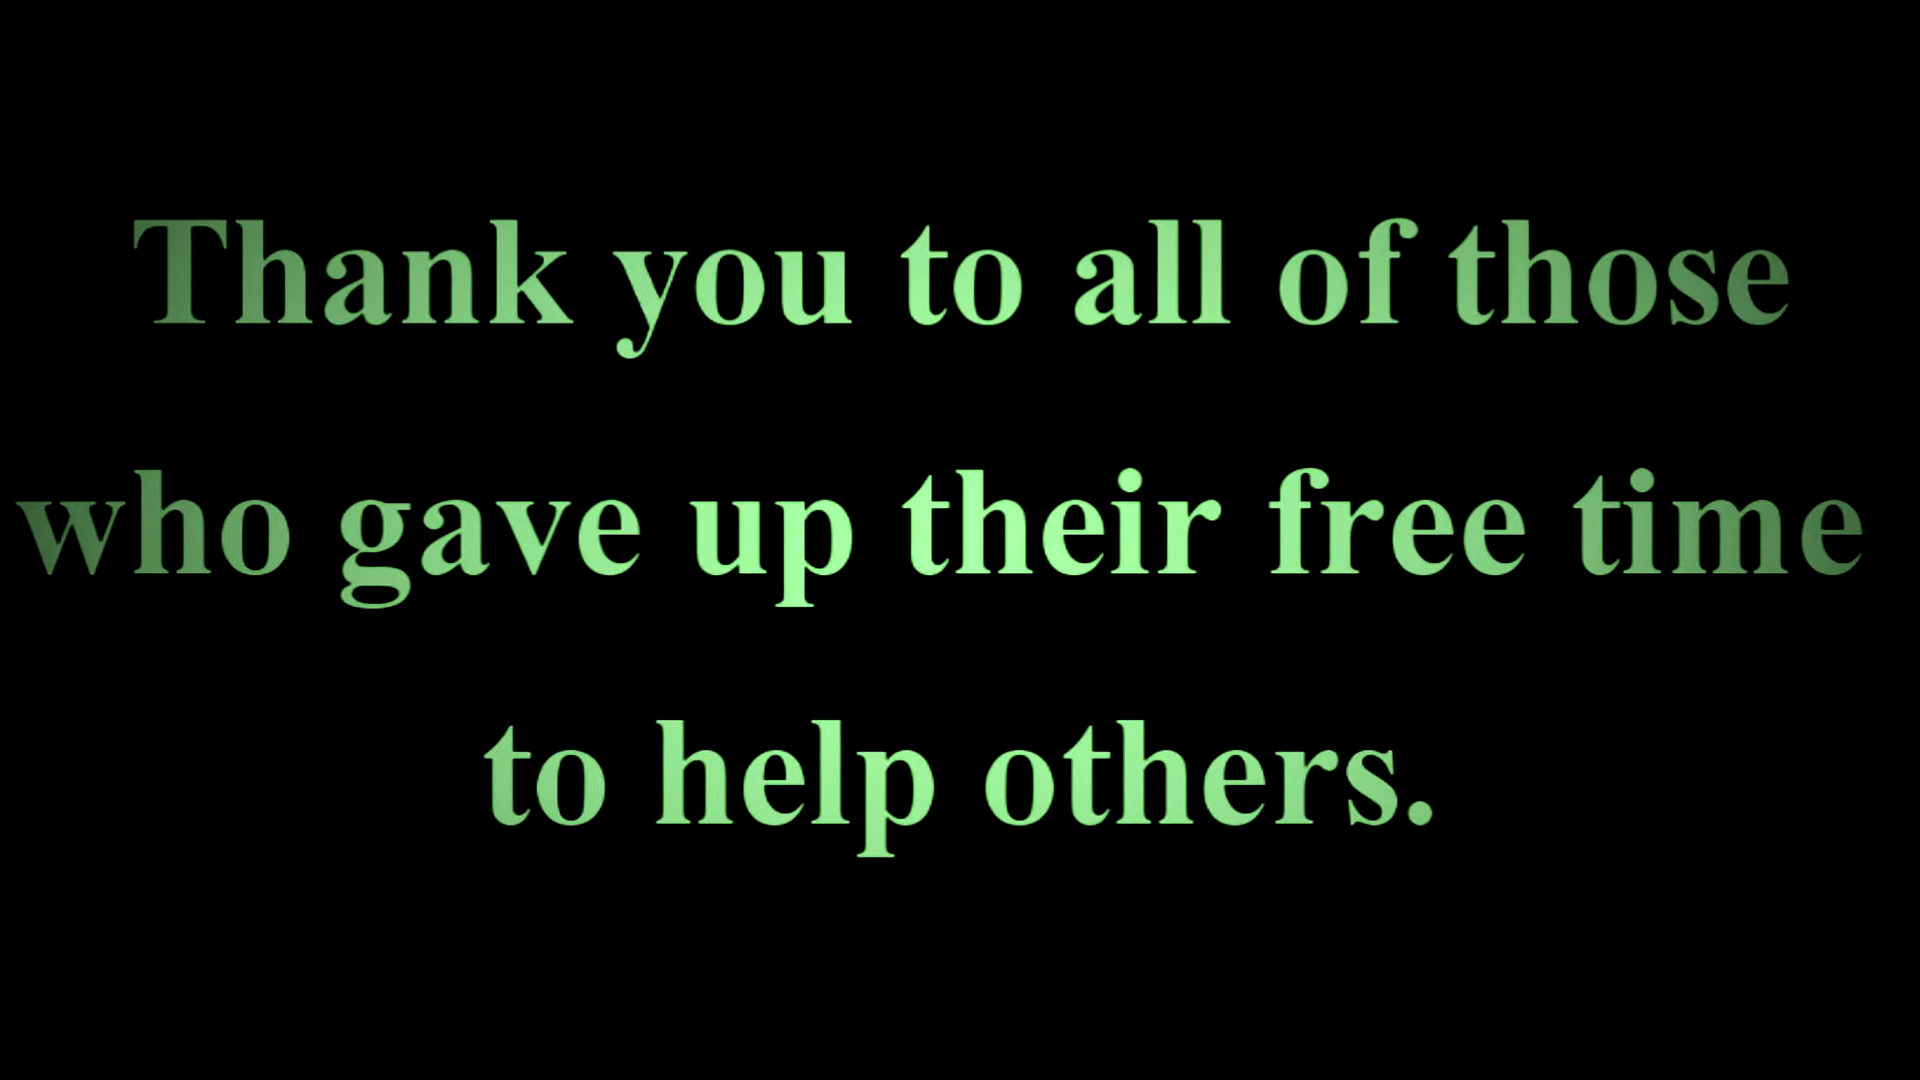 Thank you to all of those
who gave up their free time
to help others.